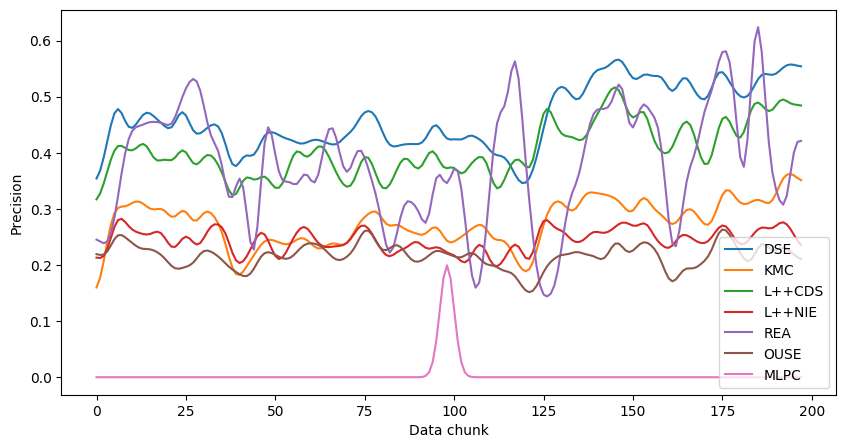 Precision
0.6
0.5
0.4
0.3
0.2
0.1
0.0
0 25 50 75 100 125 150 175 200
Data chunk
DSE
KMC
L++CDS
L++NIE
REA
OUSE
MLPC